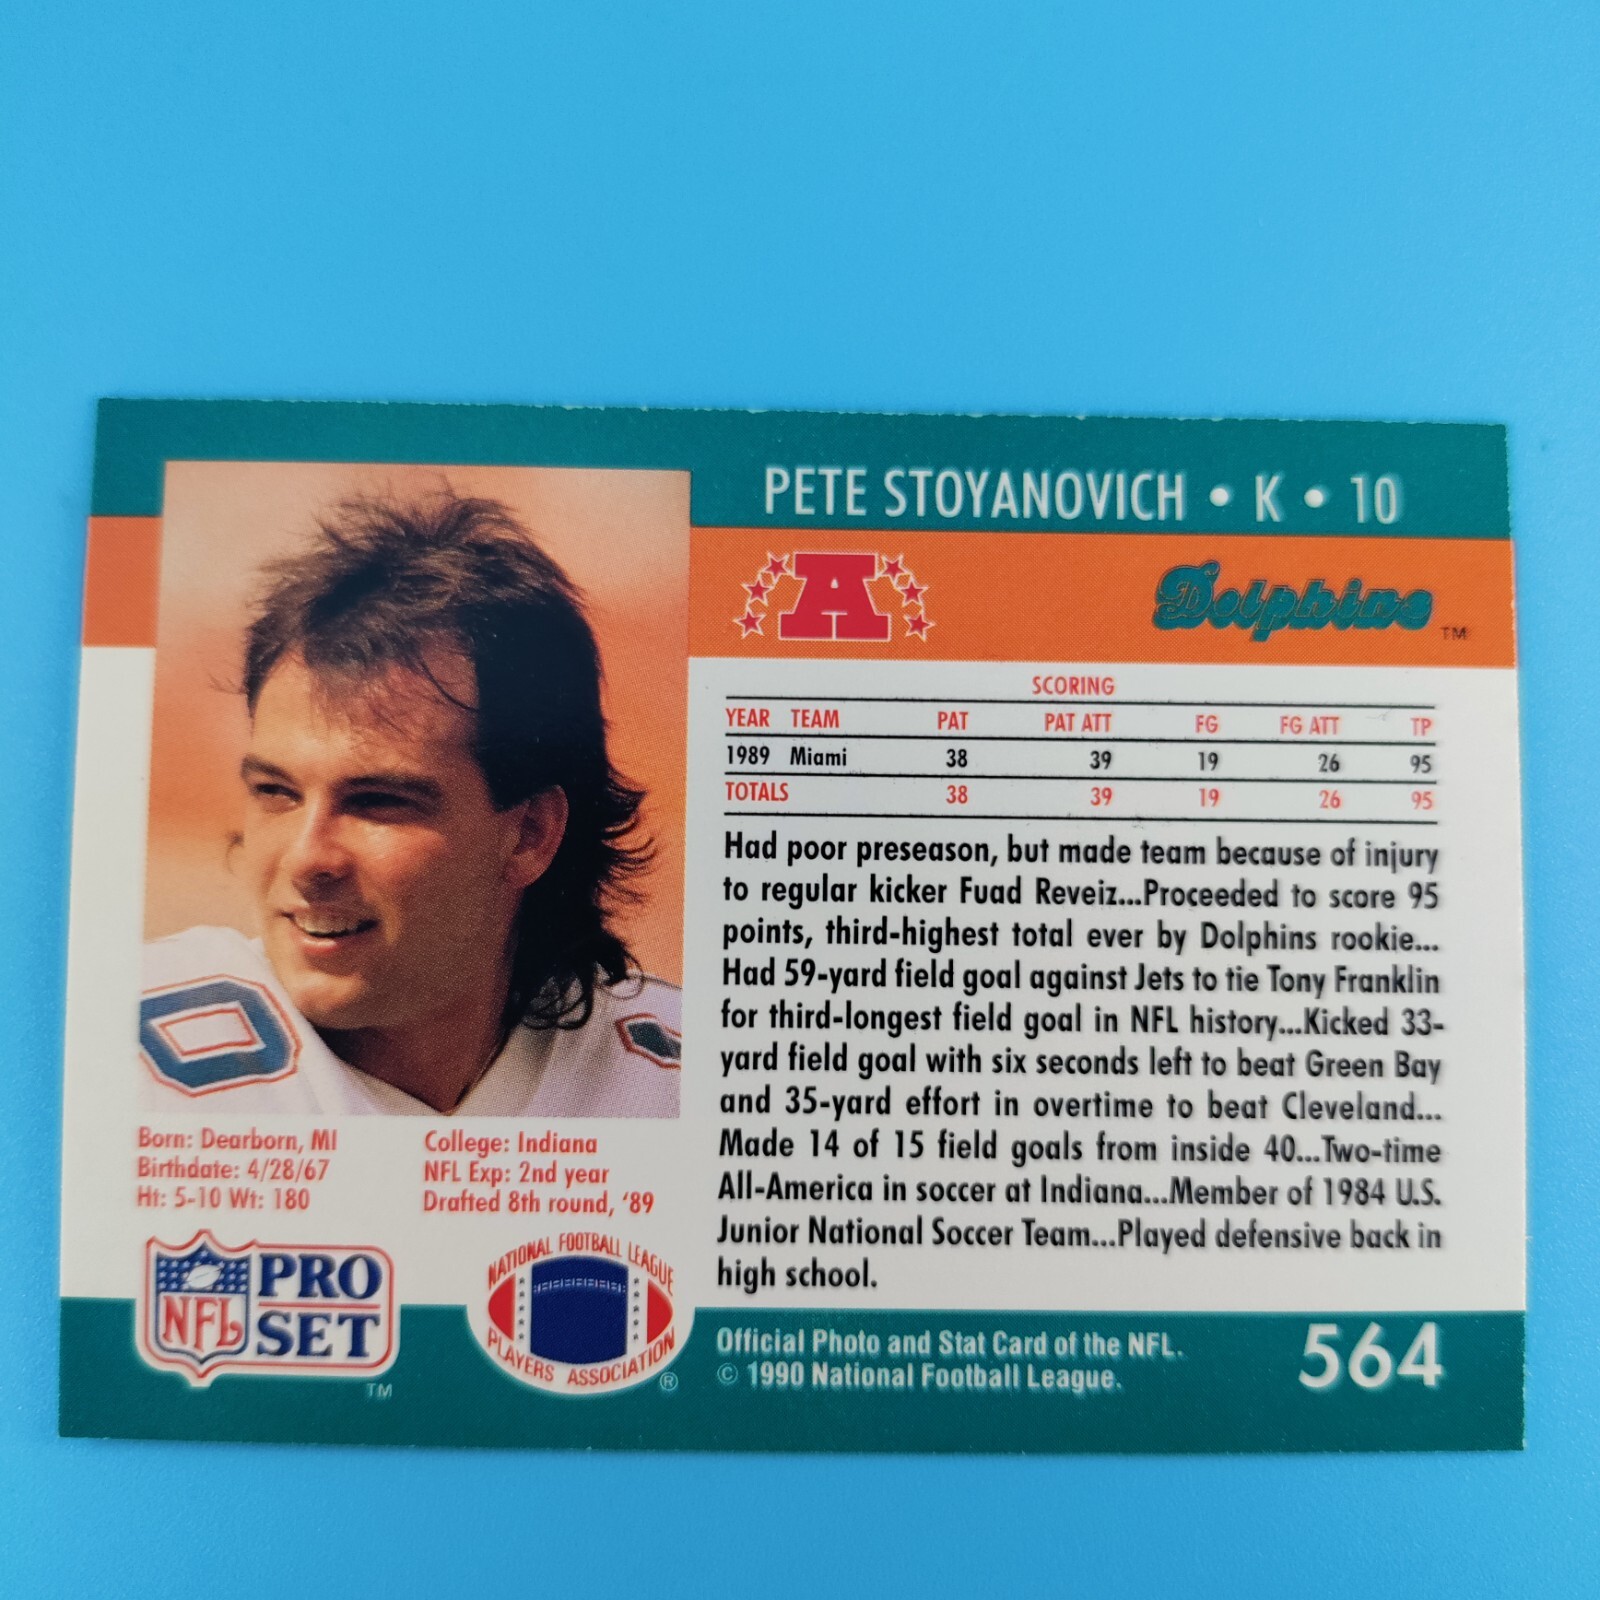 PETE STOYANOVICH • K • 10
A
Dolphins ™
SCORING
YEAR TEAM PAT PAT ATT FG FG ATT TP
1989 Miami 38 39 19 26 95
TOTALS 38 39 19 26 95
Had poor preseason, but made team because of injury
to regular kicker Fuad Reveiz...Proceeded to score 95
points, third-highest total ever by Dolphins rookie...
Had 59-yard field goal against Jets to tie Tony Franklin
for third-longest field goal in NFL history...Kicked 33-
yard field goal with six seconds left to beat Green Bay
and 35-yard effort in overtime to beat Cleveland...
Made 14 of 15 field goals from inside 40...Two-time
All-America in soccer at Indiana...Member of 1984 U.S.
Junior National Soccer Team...Played defensive back in
high school.
Born: Dearborn, MI
Birthdate: 4/28/67
Ht: 5-10 Wt: 180
College: Indiana
NFL Exp: 2nd year
Drafted 8th round, '89
NFL PRO
SET ™
NATIONAL FOOTBALL LEAGUE
PLAYERS ASSOCIATION ®
Official Photo and Stat Card of the NFL.
© 1990 National Football League.
564